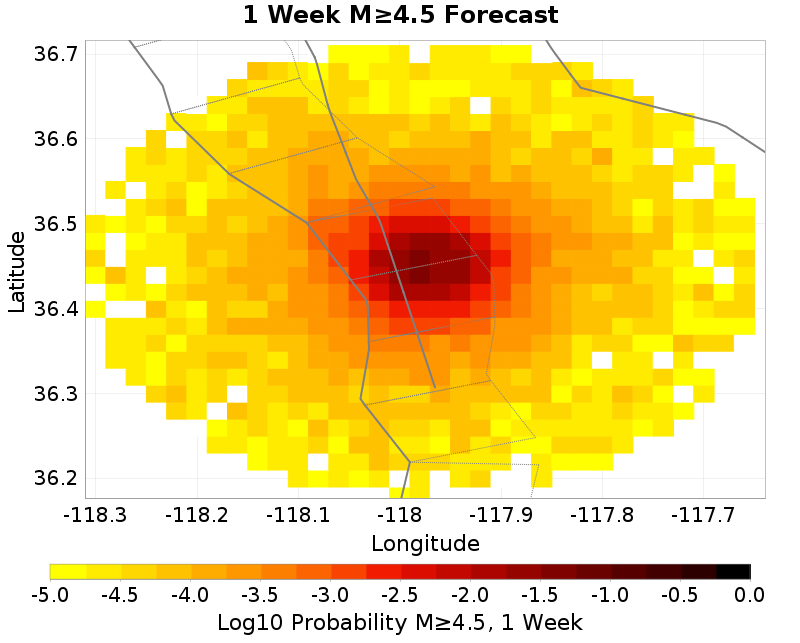 1 Week M≥4.5 Forecast
36.7
36.6
36.5
36.4
36.3
36.2
Latitude
-118.3 -118.2 -118.1 -118 -117.9 -117.8 -117.7
Longitude
-5.0 -4.5 -4.0 -3.5 -3.0 -2.5 -2.0 -1.5 -1.0 -0.5 0.0
Log10 Probability M≥4.5, 1 Week